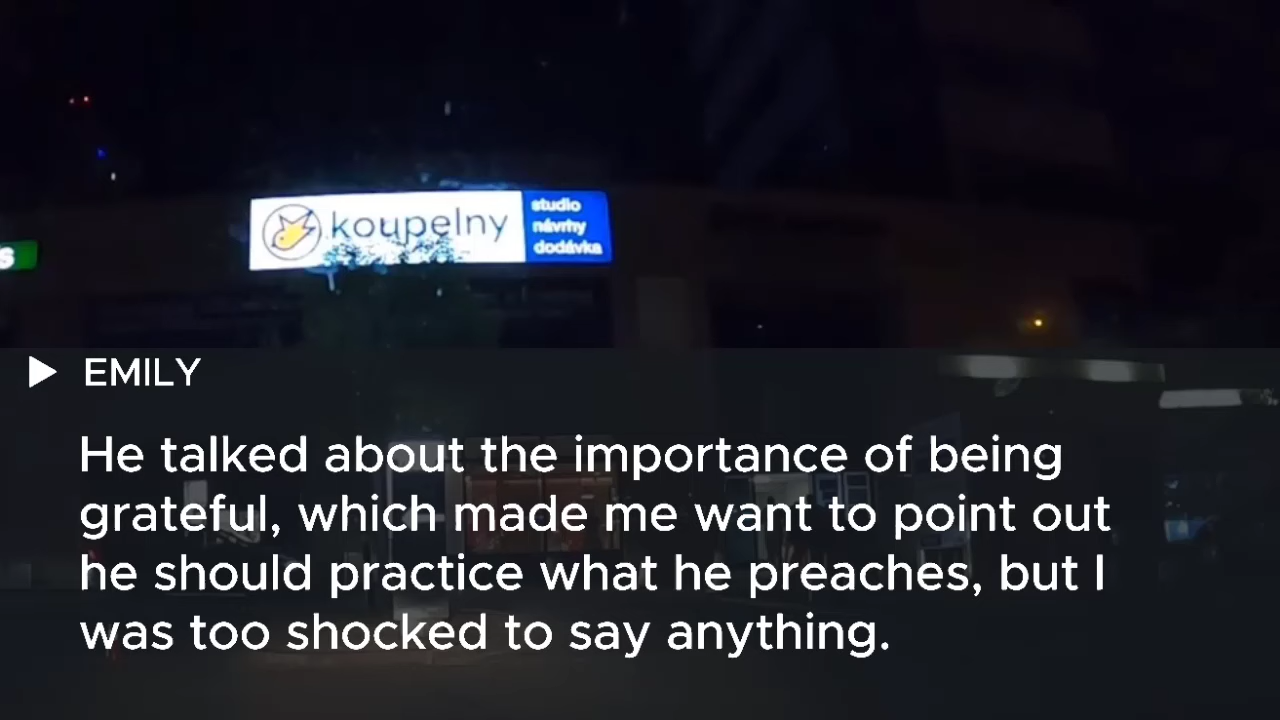 koupelny
studio
návrhy
dodávka
S
EMILY
He talked about the importance of being
grateful, which made me want to point out
he should practice what he preaches, but I
was too shocked to say anything.